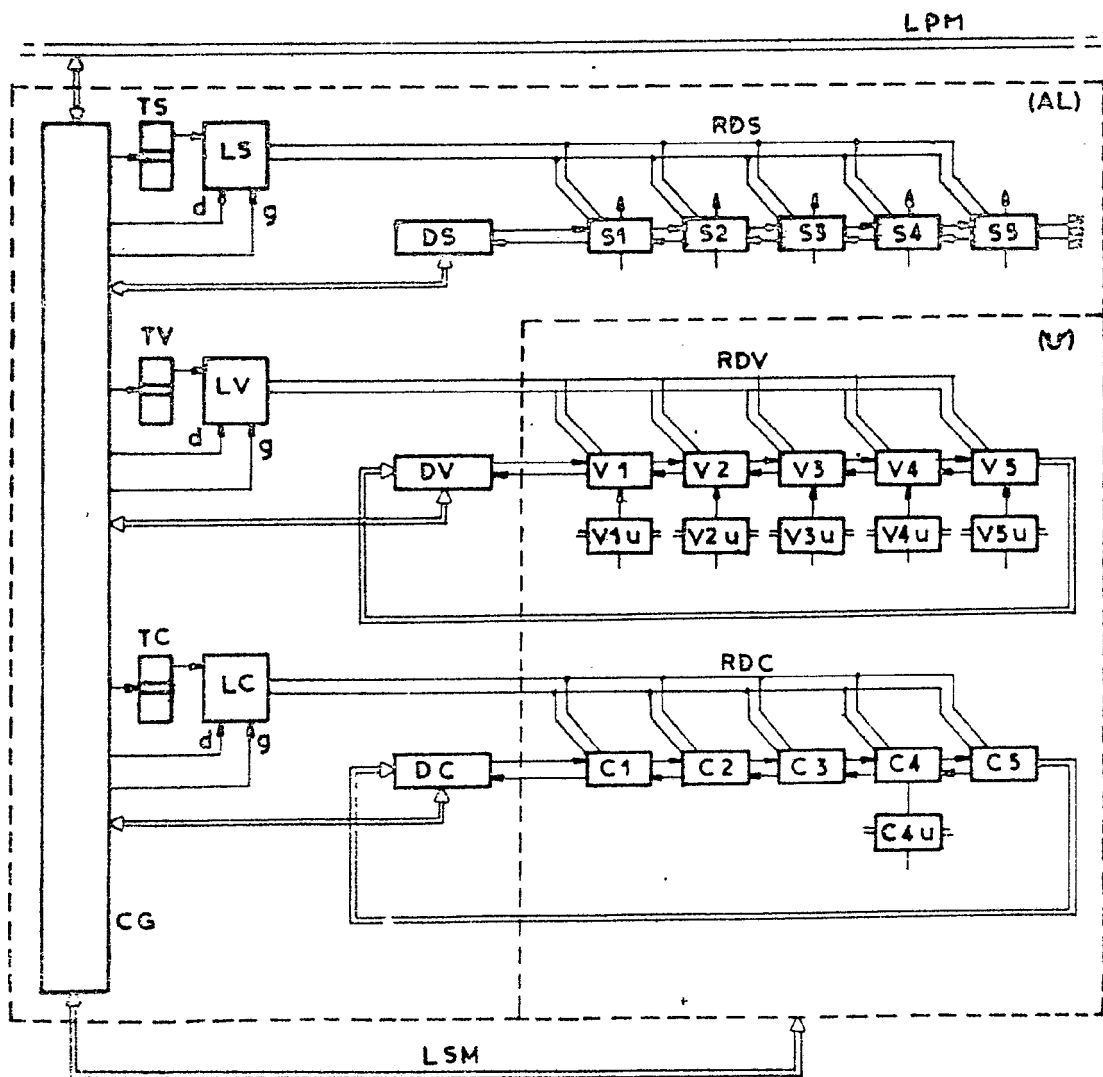 LPM
(AL)
TS
LS
RDS
d
g
DS
S1
S2
S3
S4
S5
TV
(U)
LV
RDV
d
g
DV
V1
V2
V3
V4
V5
V1u
V2u
V3u
V4u
V5u
TC
LC
RDC
d
g
DC
C1
C2
C3
C4
C5
C4u
CG
LSM